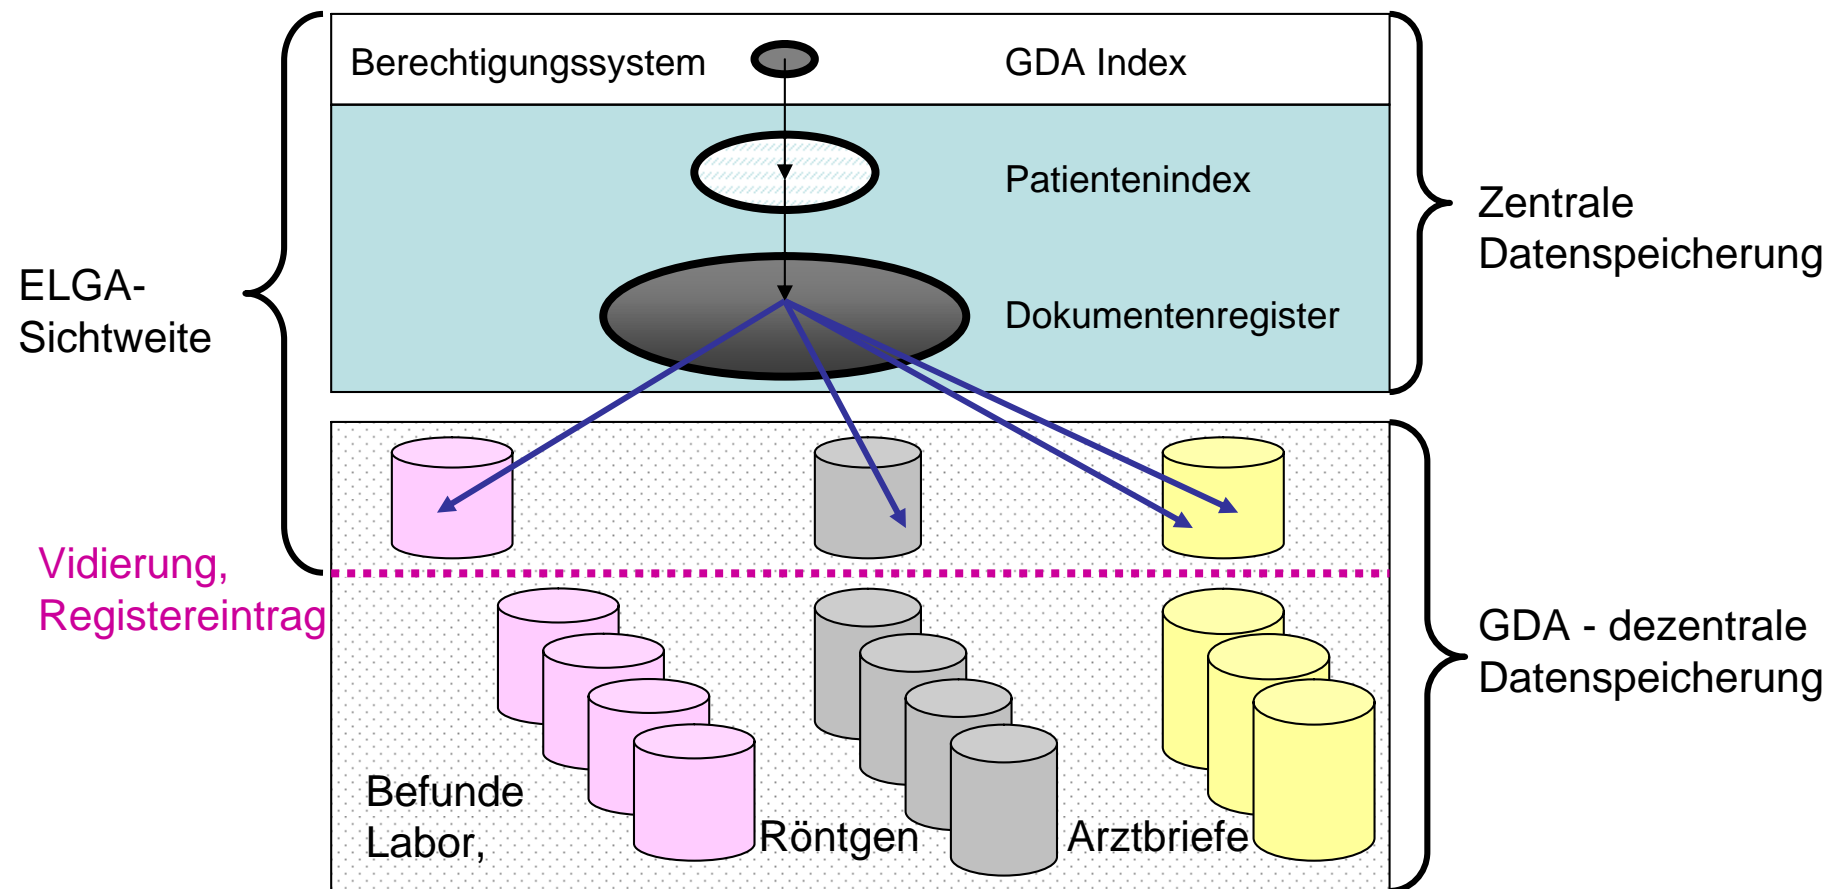 Berechtigungssystem
GDA Index
Patientenindex
Dokumentenregister
Zentrale
Datenspeicherung
ELGA-
Sichtweite
Vidierung,
Registereintrag
GDA - dezentrale
Datenspeicherung
Befunde
Labor,
Röntgen
Arztbriefe